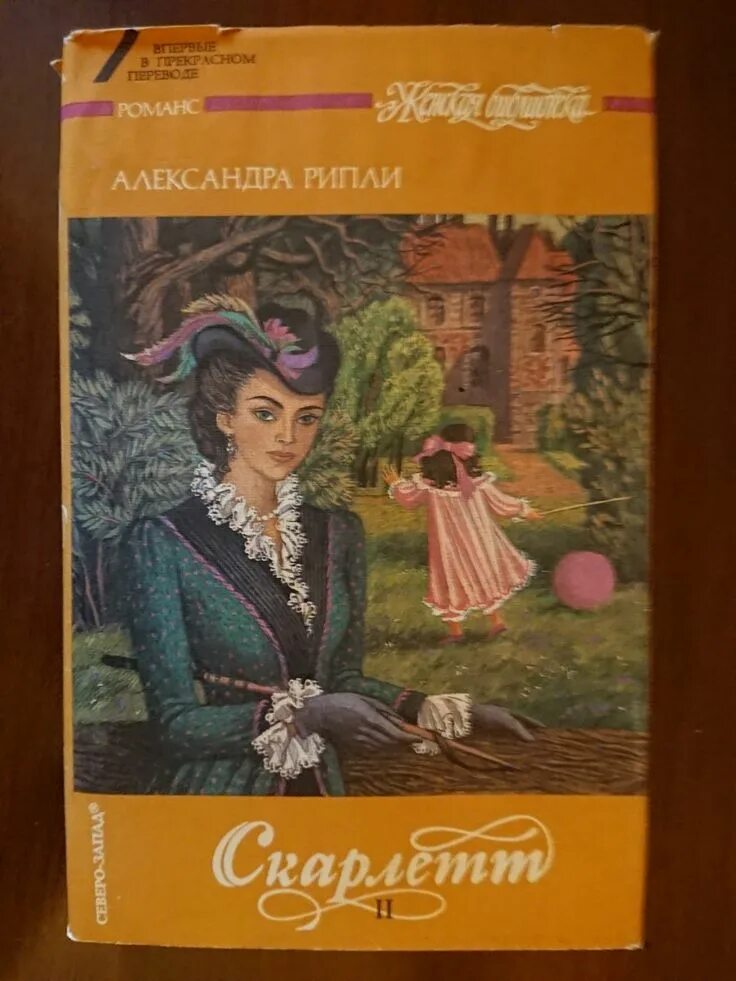 ВПЕРВЫЕ
В ПРЕКРАСНОМ
ПЕРЕВОДЕ
РОМАНС
Женская библиотека
АЛЕКСАНДРА РИПЛИ
СЕВЕРО-ЗАПАД®
Скарлетт
II